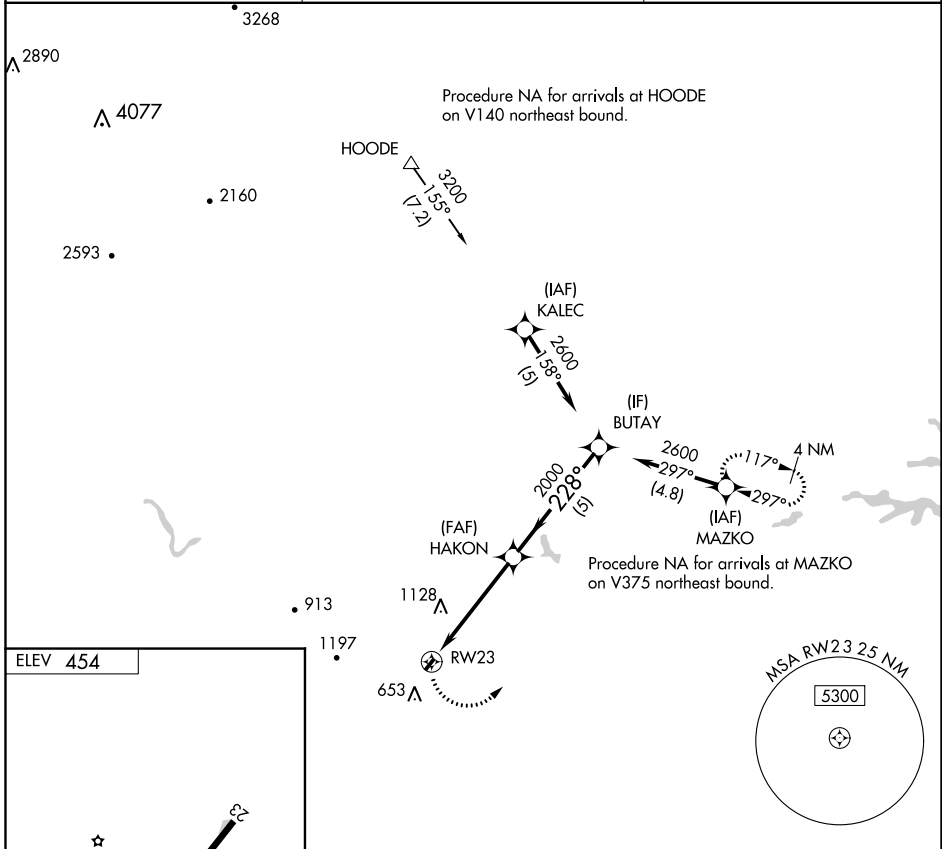 3268
2890
4077
Procedure NA for arrivals at HOODE
on V140 northeast bound.
HOODE
3200
155°
(7.2)
2160
2593
(IAF)
KALEC
2600
158°
(5)
(IF)
BUTAY
2600
297°
(4.8)
117°
4 NM
297°
(IAF)
MAZKO
2000
228°
(5)
(FAF)
HAKON
Procedure NA for arrivals at MAZKO
on V375 northeast bound.
1128
913
1197
RW23
653
ELEV 454
MSA RW23 25 NM
5300
23